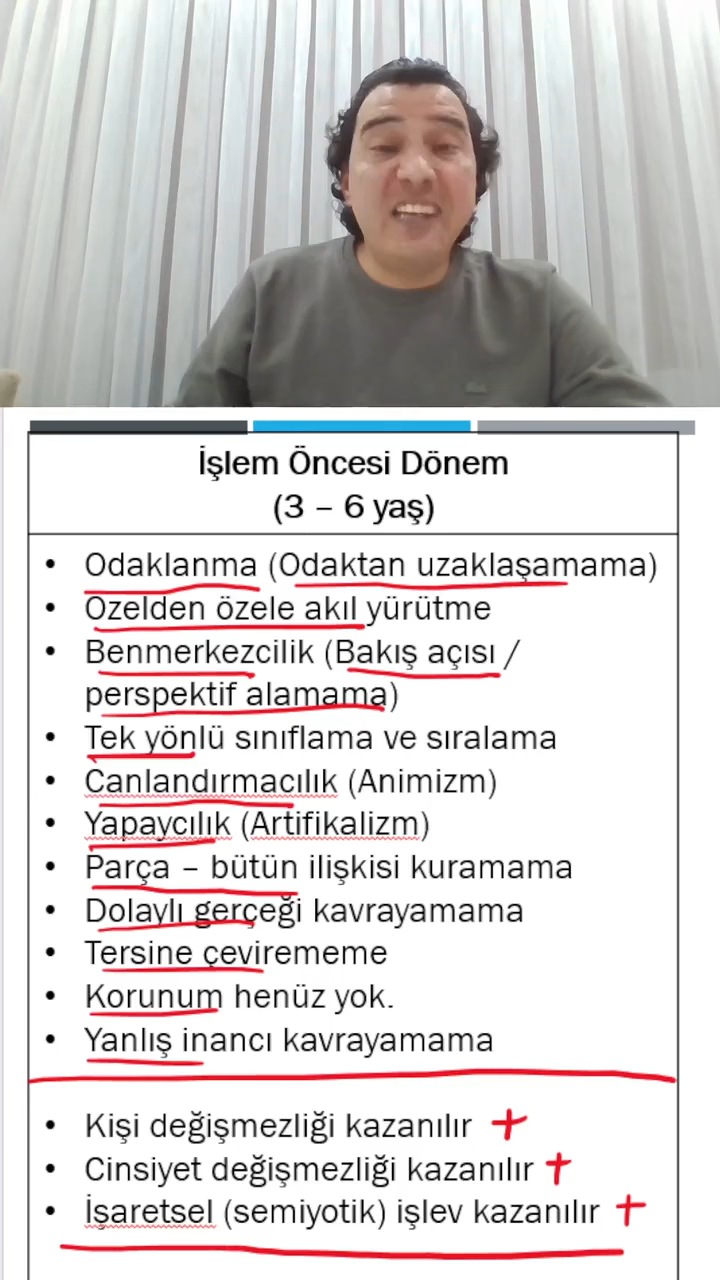 İşlem Öncesi Dönem
(3 – 6 yaş)
• Odaklanma (Odaktan uzaklaşamama)
• Özelden özele akıl yürütme
• Benmerkezcilik (Bakış açısı /
perspektif alamama)
• Tek yönlü sınıflama ve sıralama
• Canlandırmacılık (Animizm)
• Yapaycılık (Artifikalizm)
• Parça – bütün ilişkisi kuramama
• Dolaylı gerçeği kavrayamama
• Tersine çevirememe
• Korunum henüz yok.
• Yanlış inancı kavrayamama
• Kişi değişmezliği kazanılır +
• Cinsiyet değişmezliği kazanılır +
• İşaretsel (semiyotik) işlev kazanılır +